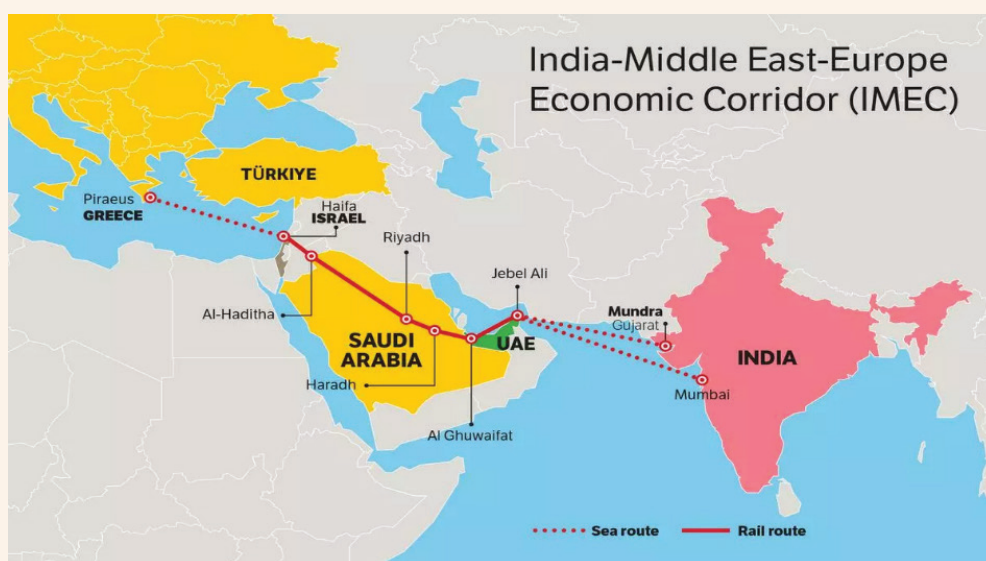 India-Middle East-Europe
Economic Corridor (IMEC)
TÜRKIYE
Piraeus
GREECE
Haifa
ISRAEL
Riyadh
Jebel Ali
Al-Haditha
Mundra
Gujarat
SAUDI
ARABIA
UAE
INDIA
Haradh
Mumbai
Al Ghuwaifat
Sea route
Rail route